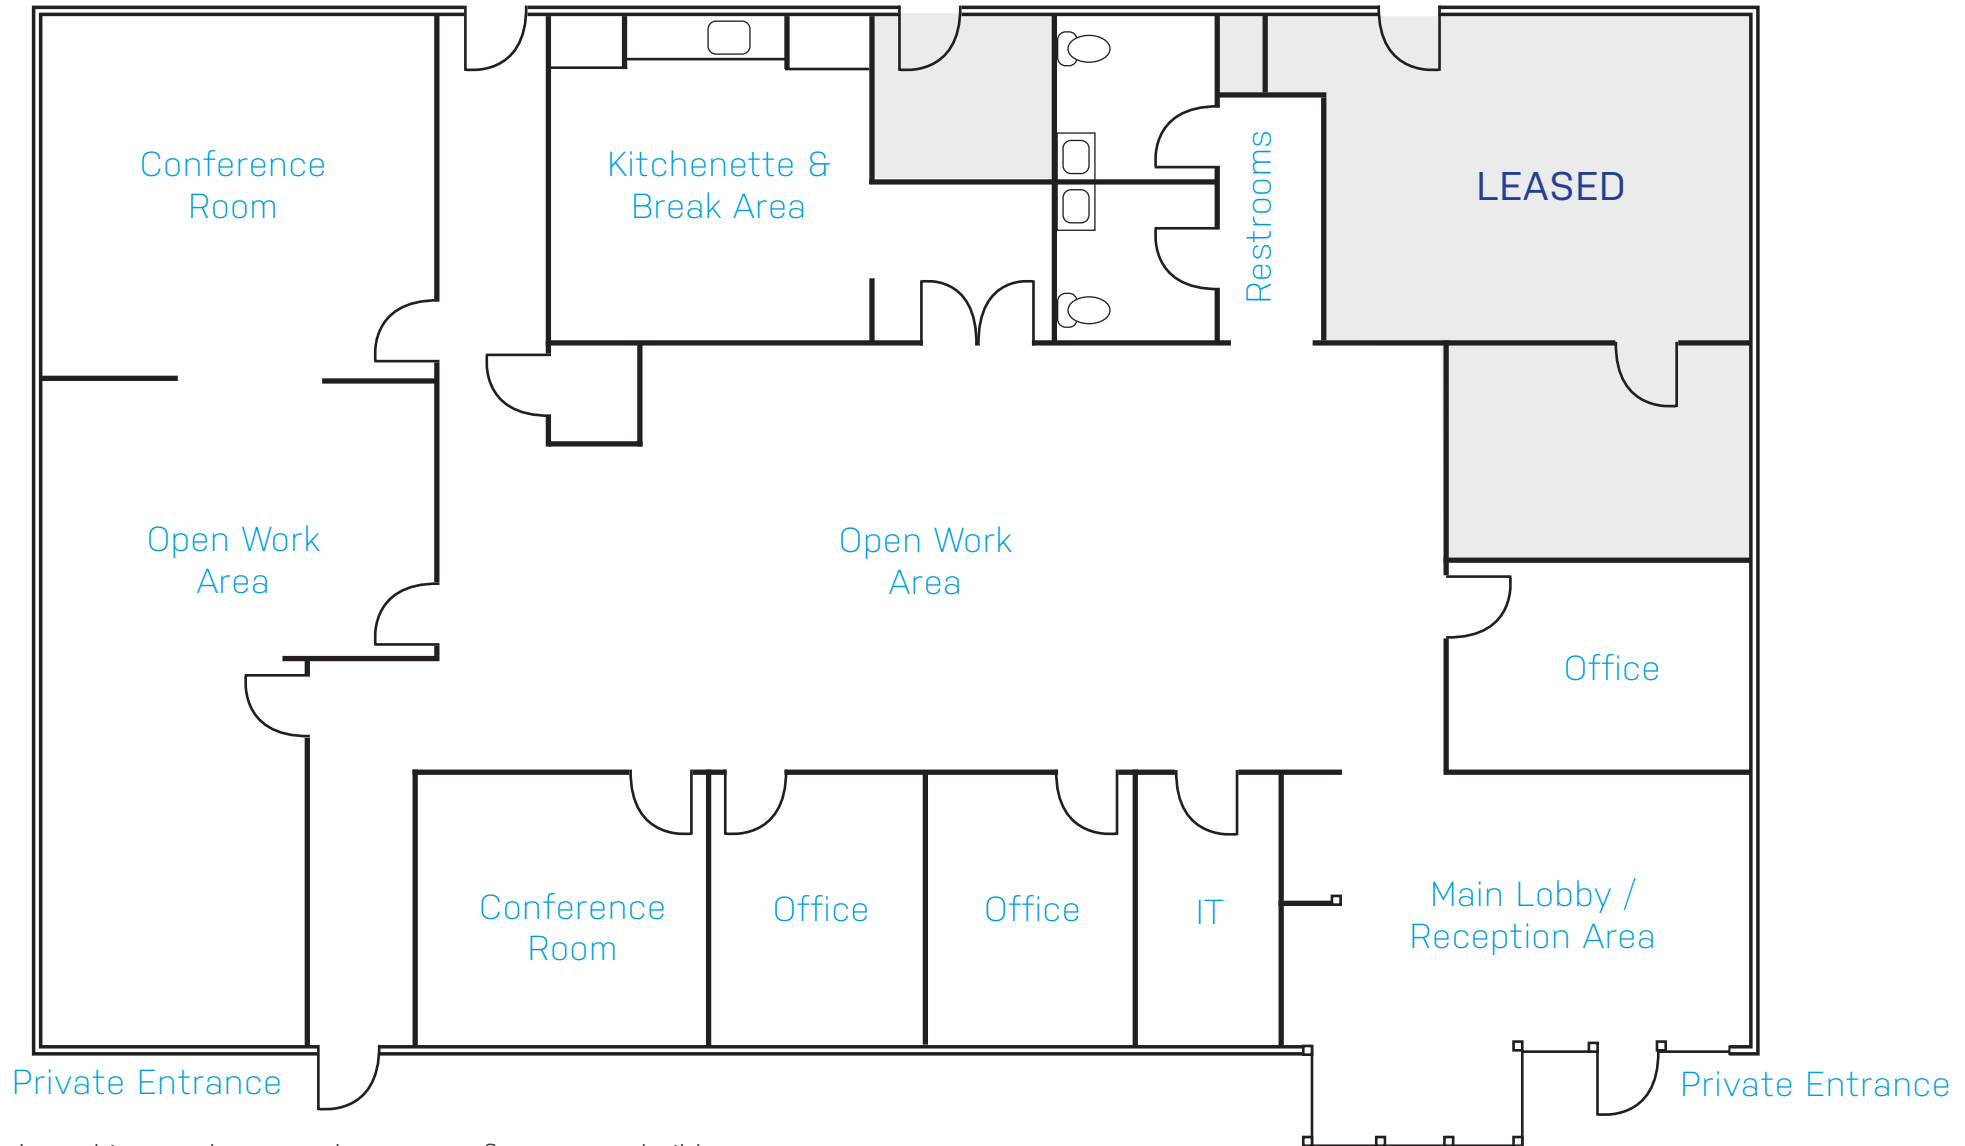 Conference
Room
Kitchenette &
Break Area
Restrooms
LEASED
Open Work
Area
Open Work
Area
Office
Conference
Room
Office
Office
IT
Main Lobby /
Reception Area
Private Entrance
Private Entrance